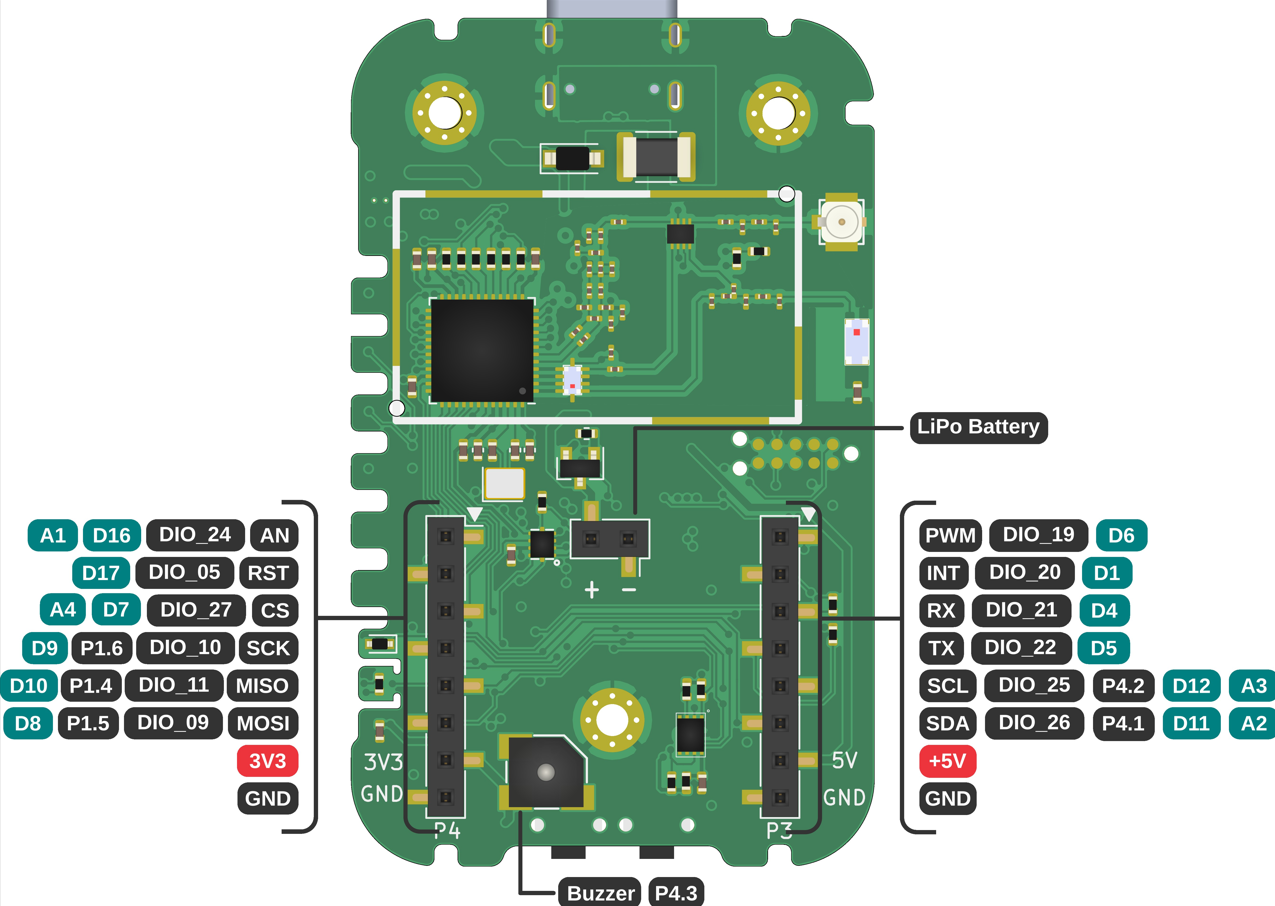 LiPo Battery
A1 D16 DIO_24 AN
D17 DIO_05 RST
A4 D7 DIO_27 CS
D9 P1.6 DIO_10 SCK
D10 P1.4 DIO_11 MISO
D8 P1.5 DIO_09 MOSI
3V3
GND
+ −
3V3
GND
P4
5V
GND
P3
PWM DIO_19 D6
INT DIO_20 D1
RX DIO_21 D4
TX DIO_22 D5
SCL DIO_25 P4.2 D12 A3
SDA DIO_26 P4.1 D11 A2
+5V
GND
Buzzer P4.3